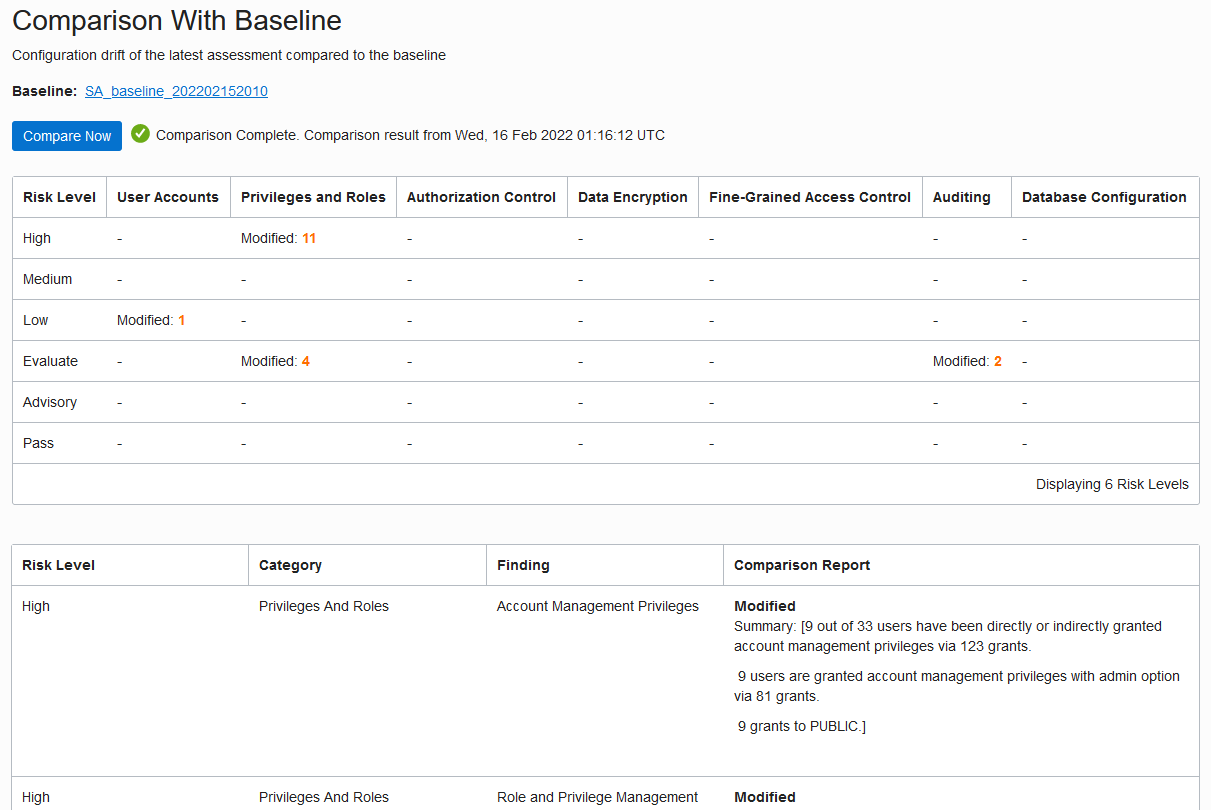 Comparison With Baseline
Configuration drift of the latest assessment compared to the baseline
Baseline: SA_baseline_202202152010
Compare Now Comparison Complete. Comparison result from Wed, 16 Feb 2022 01:16:12 UTC
Risk Level User Accounts Privileges and Roles Authorization Control Data Encryption Fine-Grained Access Control Auditing Database Configuration
High - Modified: 11 - - - - -
Medium - - - - - - -
Low Modified: 1 - - - - - -
Evaluate - Modified: 4 - - - Modified: 2 -
Advisory - - - - - - -
Pass - - - - - - -
Displaying 6 Risk Levels
Risk Level Category Finding Comparison Report
High Privileges And Roles Account Management Privileges Modified
Summary: [9 out of 33 users have been directly or indirectly granted
account management privileges via 123 grants.
9 users are granted account management privileges with admin option
via 81 grants.
9 grants to PUBLIC.]
High Privileges And Roles Role and Privilege Management Modified